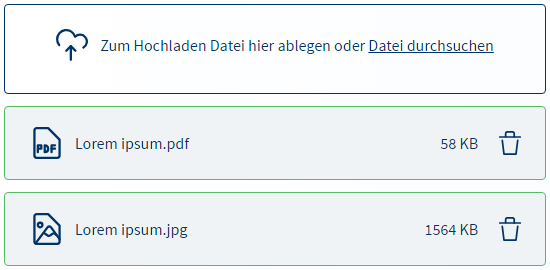 Zum Hochladen Datei hier ablegen oder Datei durchsuchen
PDF Lorem ipsum.pdf 58 KB
Lorem ipsum.jpg 1564 KB